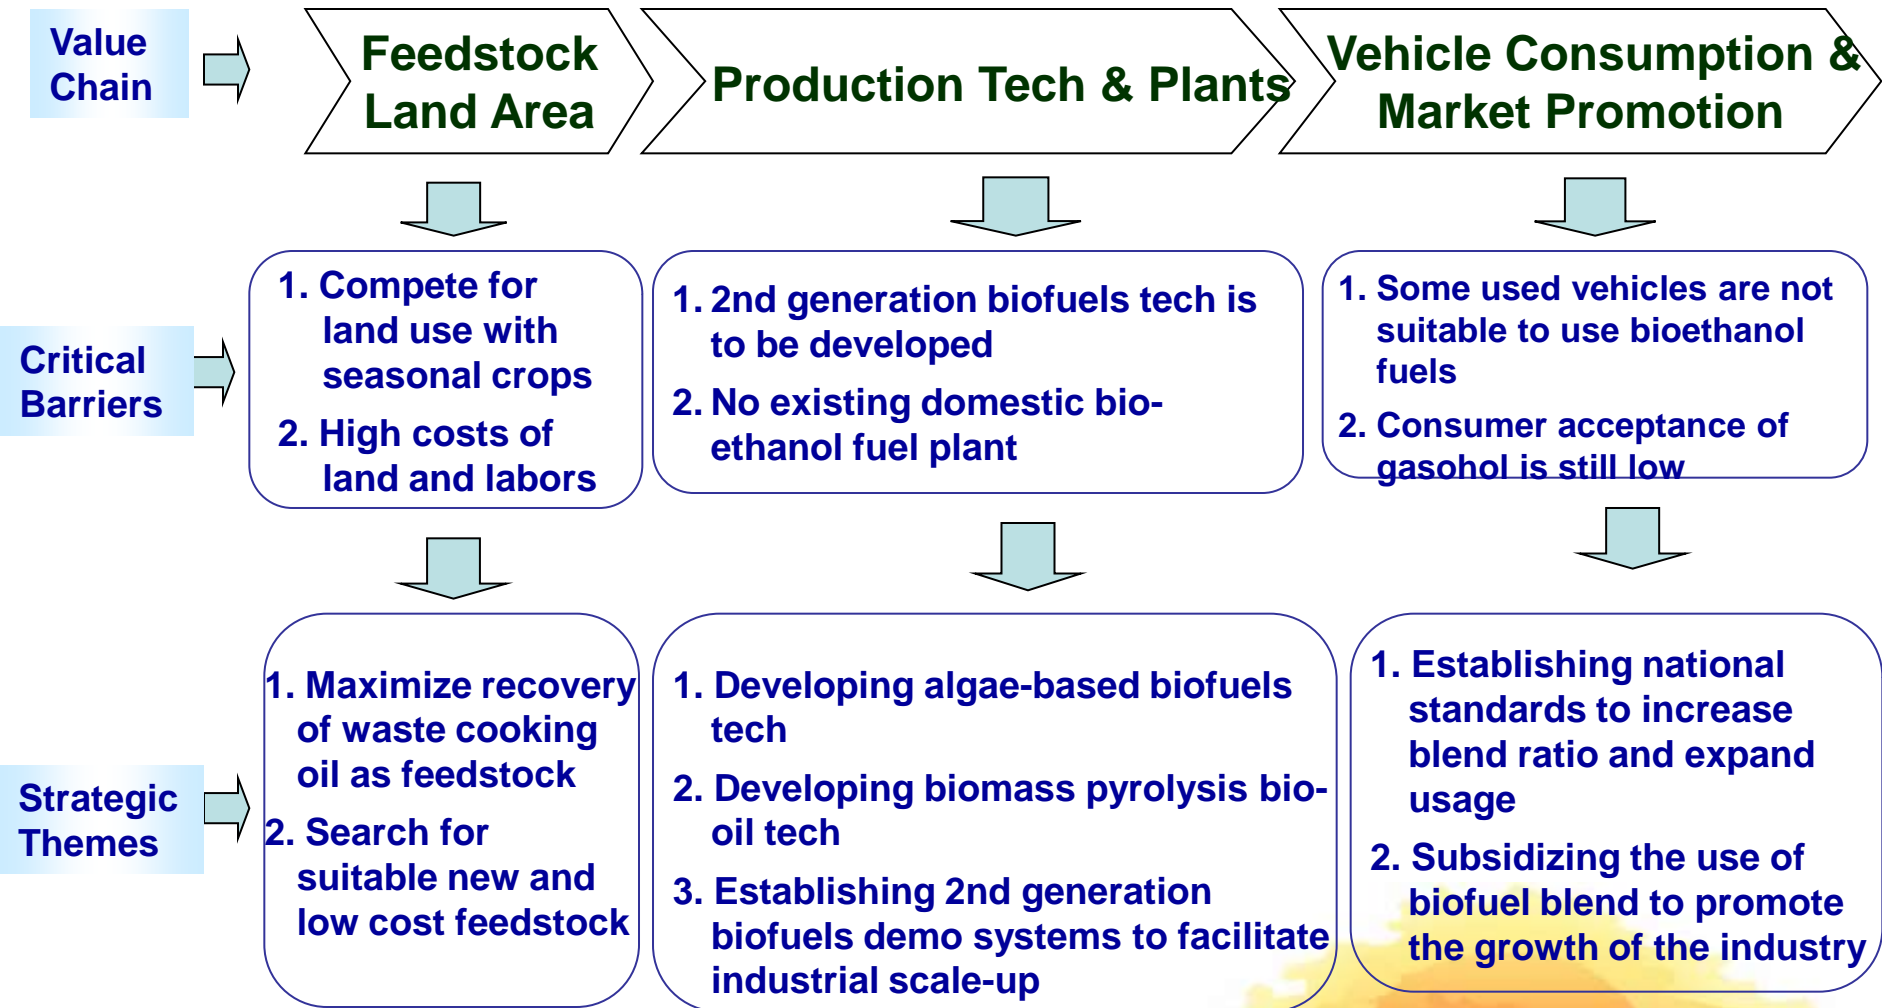 Value
Chain
Feedstock
Land Area
Production Tech & Plants
Vehicle Consumption &
Market Promotion
Critical
Barriers
1. Compete for
land use with
seasonal crops
2. High costs of
land and labors
1. 2nd generation biofuels tech is
to be developed
2. No existing domestic bio-
ethanol fuel plant
1. Some used vehicles are not
suitable to use bioethanol
fuels
2. Consumer acceptance of
gasohol is still low
Strategic
Themes
1. Maximize recovery
of waste cooking
oil as feedstock
2. Search for
suitable new and
low cost feedstock
1. Developing algae-based biofuels
tech
2. Developing biomass pyrolysis bio-
oil tech
3. Establishing 2nd generation
biofuels demo systems to facilitate
industrial scale-up
1. Establishing national
standards to increase
blend ratio and expand
usage
2. Subsidizing the use of
biofuel blend to promote
the growth of the industry